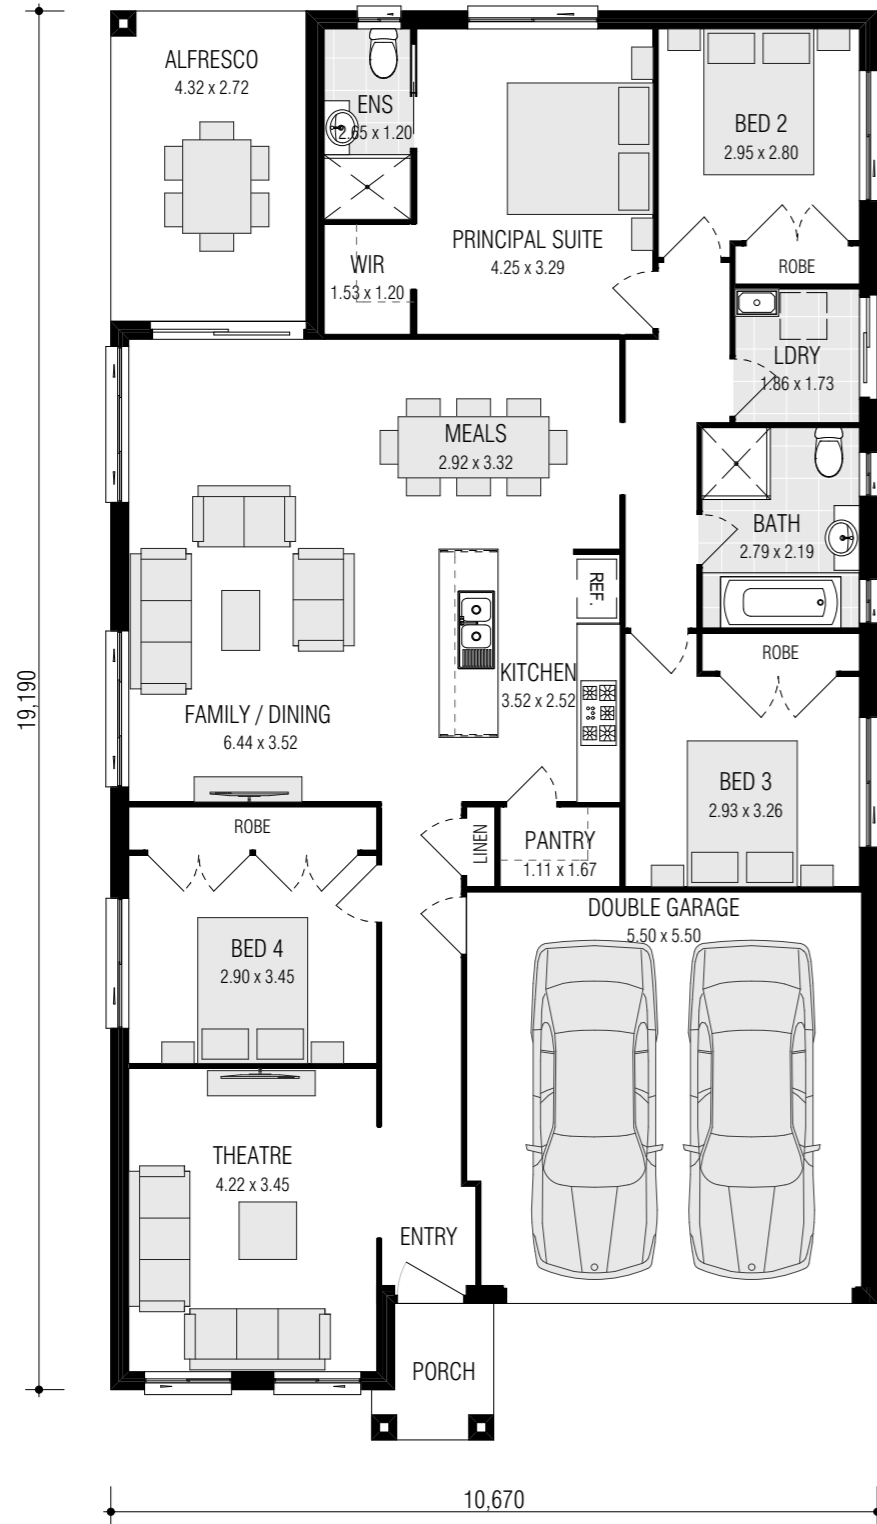 ALFRESCO
4.32 x 2.72
ENS
2.65 x 1.20
WIR
1.53 x 1.20
PRINCIPAL SUITE
4.25 x 3.29
BED 2
2.95 x 2.80
ROBE
LDRY
1.86 x 1.73
MEALS
2.92 x 3.32
BATH
2.79 x 2.19
REF.
KITCHEN
3.52 x 2.52
ROBE
FAMILY / DINING
6.44 x 3.52
BED 3
2.93 x 3.26
ROBE
LINEN
PANTRY
1.11 x 1.67
BED 4
2.90 x 3.45
DOUBLE GARAGE
5.50 x 5.50
THEATRE
4.22 x 3.45
ENTRY
PORCH
19,190
10,670